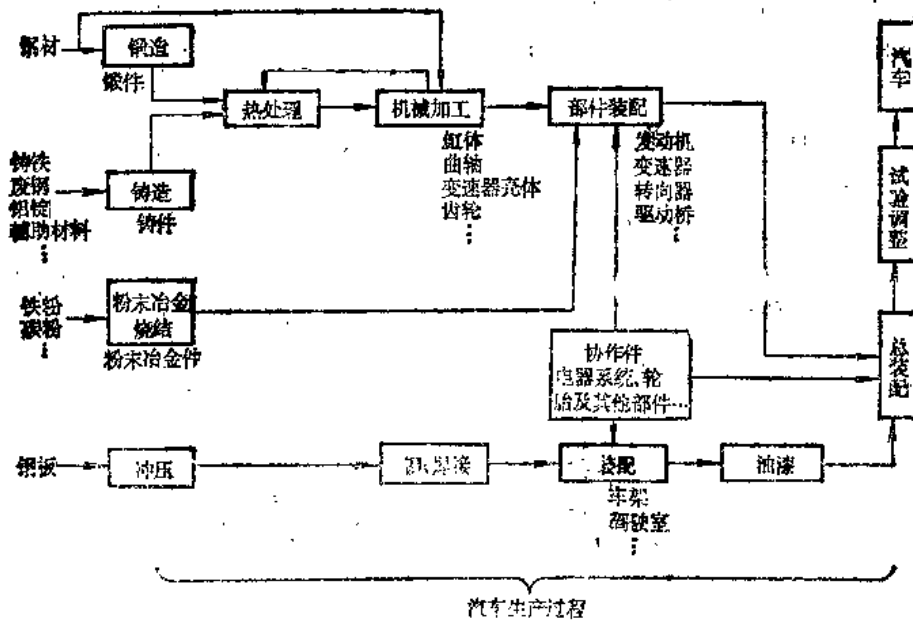 钢材
锻造
锻件
热处理
机械加工
缸体
曲轴
变速器壳体
齿轮
⋮
部件装配
发动机
变速器
转向器
驱动桥
⋮
汽车
试验调整
总装配
铸铁
废钢
铝锭
辅助材料
⋮
铸造
铸件
铁粉
碳粉
⋮
粉末冶金
烧结
粉末冶金件
协作件
电器系统、轮
胎及其他部件…
钢板
冲压
焊接
装配
车架
驾驶室
⋮
油漆
汽车生产过程